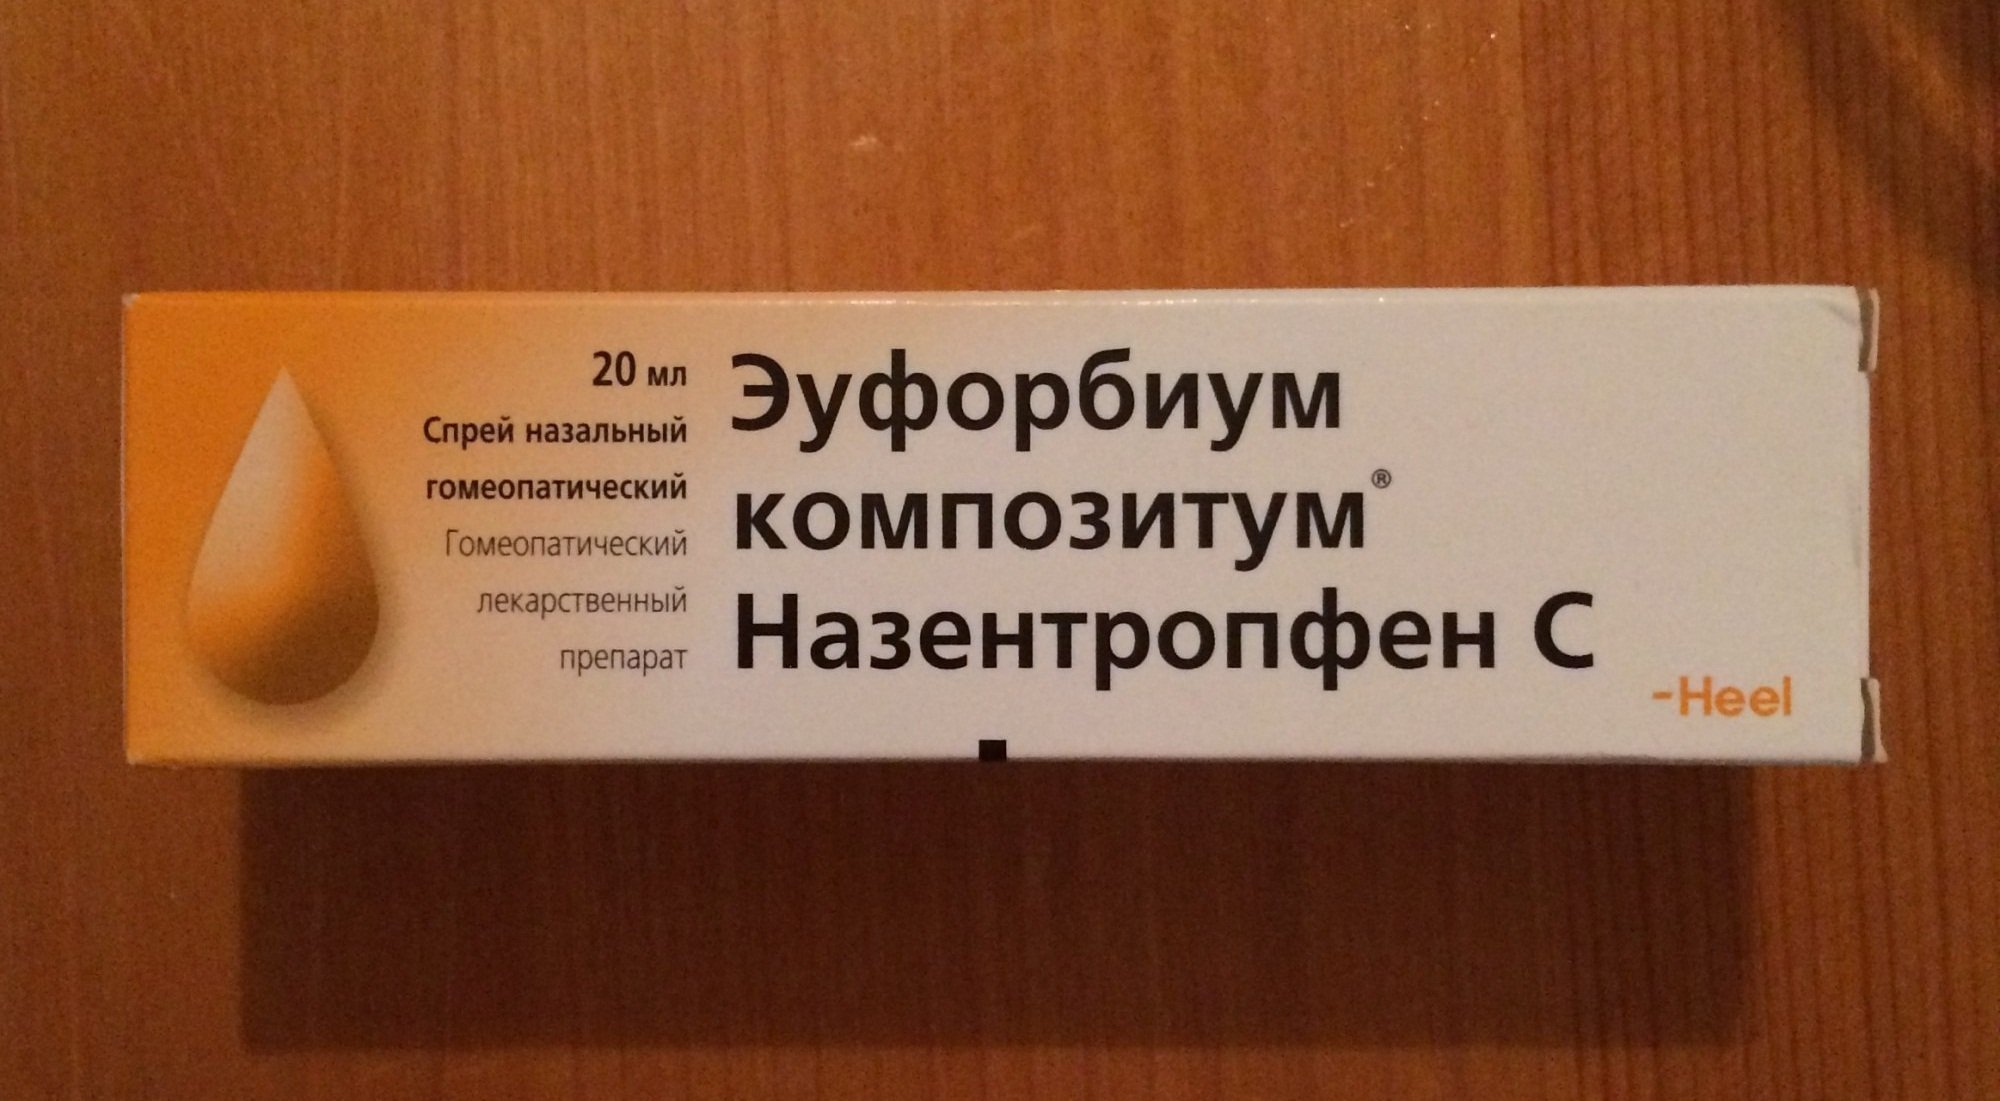 20 мл
Спрей назальный
гомеопатический
Гомеопатический
лекарственный
препарат
Эуфорбиум
композитум®
Назентропфен С
-Heel